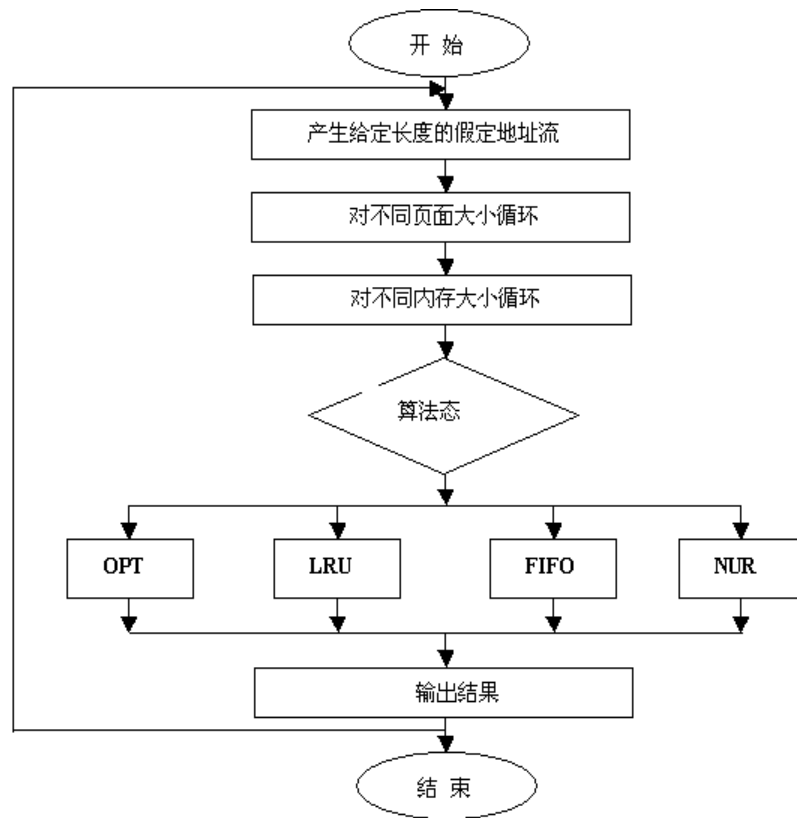 开 始
产生给定长度的假定地址流
对不同页面大小循环
对不同内存大小循环
算法态
OPT
LRU
FIFO
NUR
输出结果
结 束